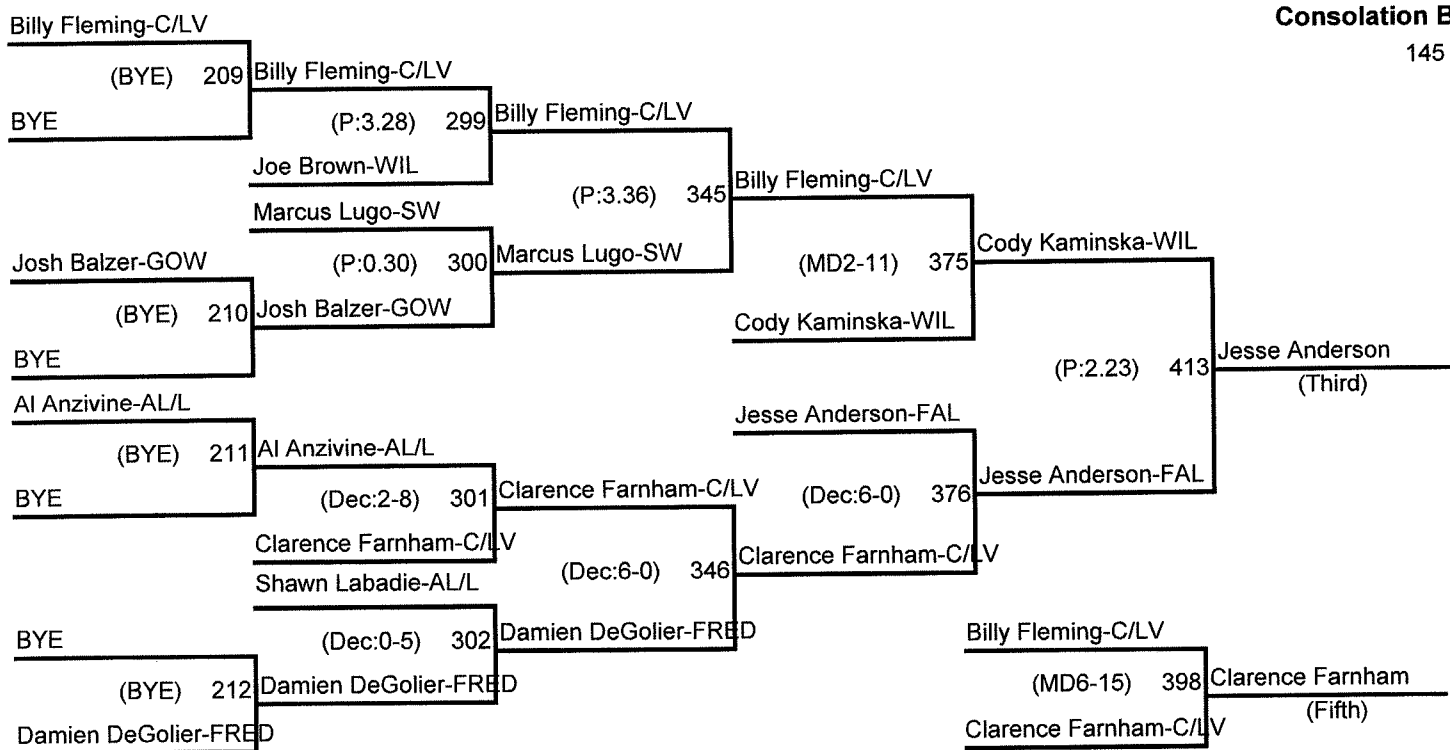 Consolation B
145
Billy Fleming-C/LV
(BYE) 209
BYE
Billy Fleming-C/LV
(P:3.28) 299
Joe Brown-WIL
Billy Fleming-C/LV
(P:3.36) 345
Marcus Lugo-SW
Marcus Lugo-SW
(P:0.30) 300
Josh Balzer-GOW
Josh Balzer-GOW
(BYE) 210
BYE
Billy Fleming-C/LV
(MD2-11) 375
Cody Kaminska-WIL
Cody Kaminska-WIL
(P:2.23) 413
Jesse Anderson
(Third)
Al Anzivine-AL/L
(BYE) 211
BYE
Al Anzivine-AL/L
(Dec:2-8) 301
Clarence Farnham-C/LV
Clarence Farnham-C/LV
(Dec:6-0) 346
Damien DeGolier-FRED
Shawn Labadie-AL/L
(Dec:0-5) 302
Damien DeGolier-FRED
BYE
(BYE) 212
Damien DeGolier-FRED
Jesse Anderson-FAL
(Dec:6-0) 376
Clarence Farnham-C/LV
Jesse Anderson-FAL
Billy Fleming-C/LV
(MD6-15) 398
Clarence Farnham-C/LV
Clarence Farnham
(Fifth)